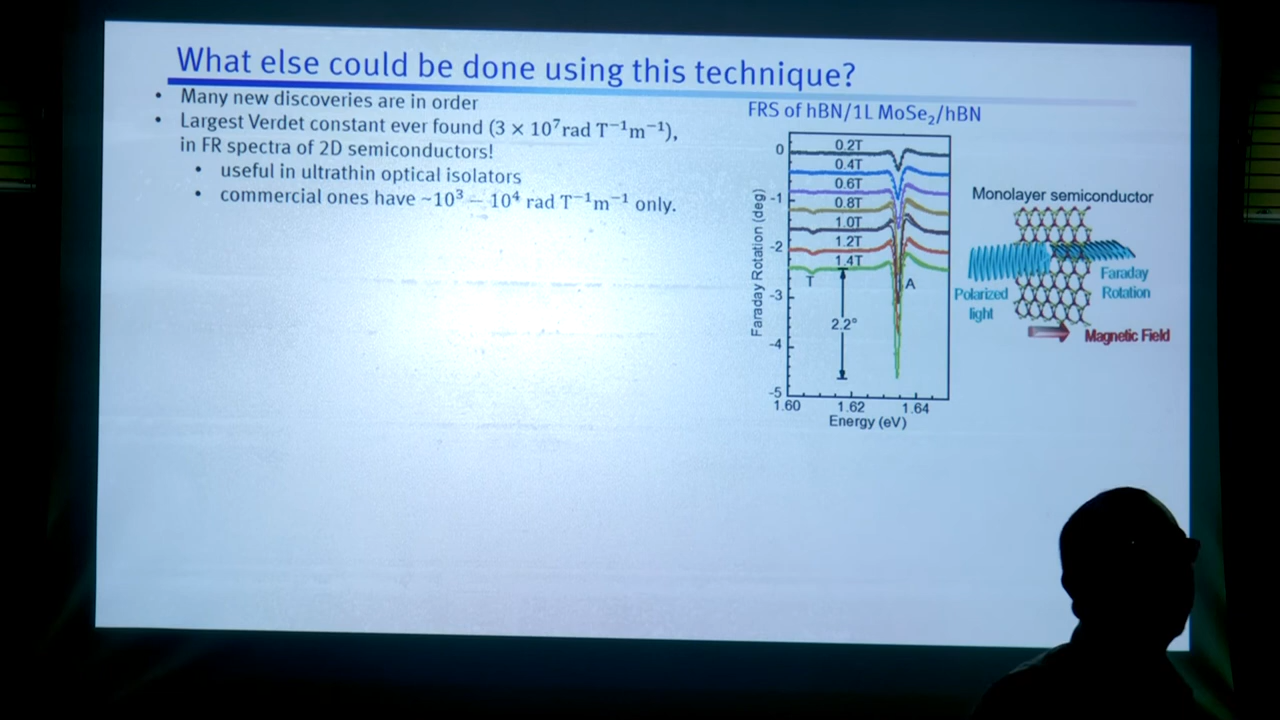 What else could be done using this technique?
• Many new discoveries are in order
• Largest Verdet constant ever found (3 × 10⁷rad T⁻¹m⁻¹),
in FR spectra of 2D semiconductors!
• useful in ultrathin optical isolators
• commercial ones have ~10³ – 10⁴ rad T⁻¹m⁻¹ only.
FRS of hBN/1L MoSe₂/hBN
0
-1
-2
-3
-4
-5
Faraday Rotation (deg)
0.2T
0.4T
0.6T
0.8T
1.0T
1.2T
1.4T
T
A
2.2°
1.60
1.62
1.64
Energy (eV)
Monolayer semiconductor
Polarized
light
Faraday
Rotation
Magnetic Field